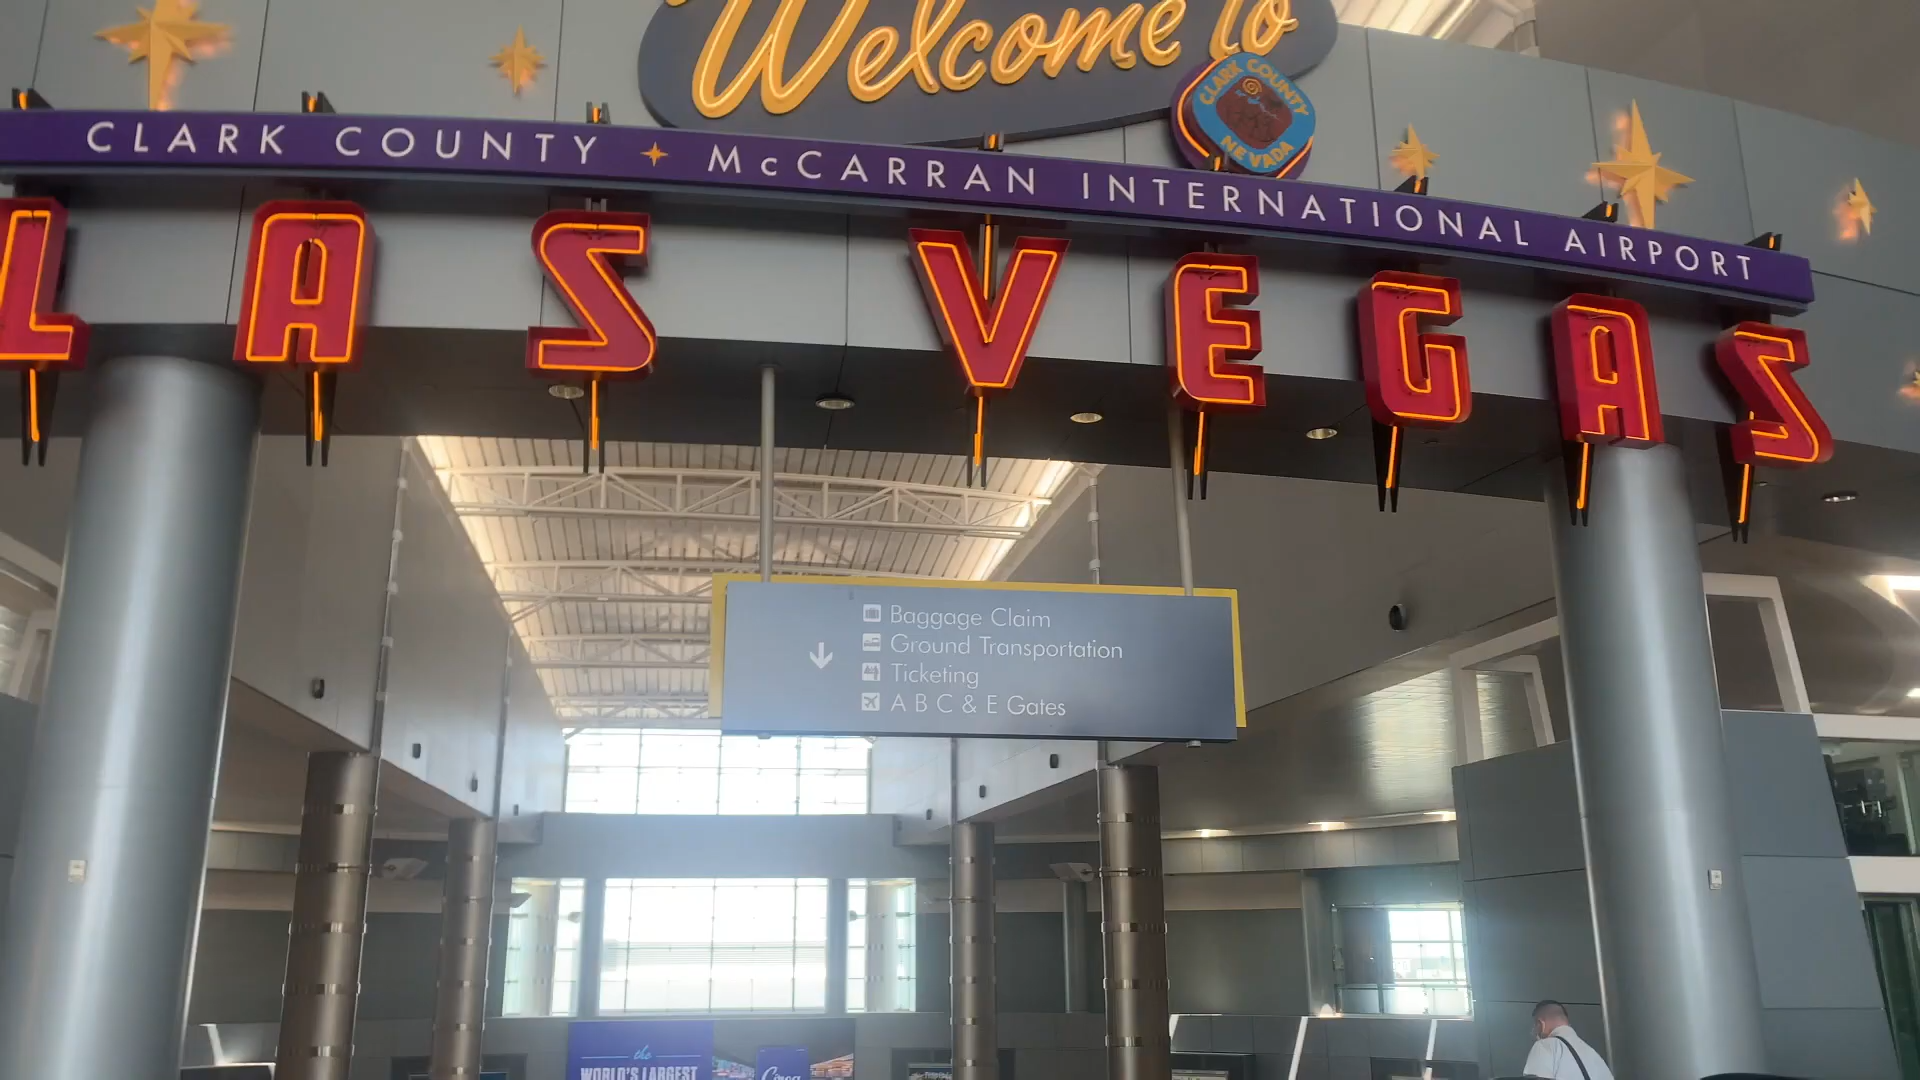 Welcome to
CLARK COUNTY
NEVADA
CLARK COUNTY McCARRAN INTERNATIONAL AIRPORT
LAS VEGAS
Baggage Claim
Ground Transportation
Ticketing
A B C & E Gates
the
WORLD'S LARGEST
Circa